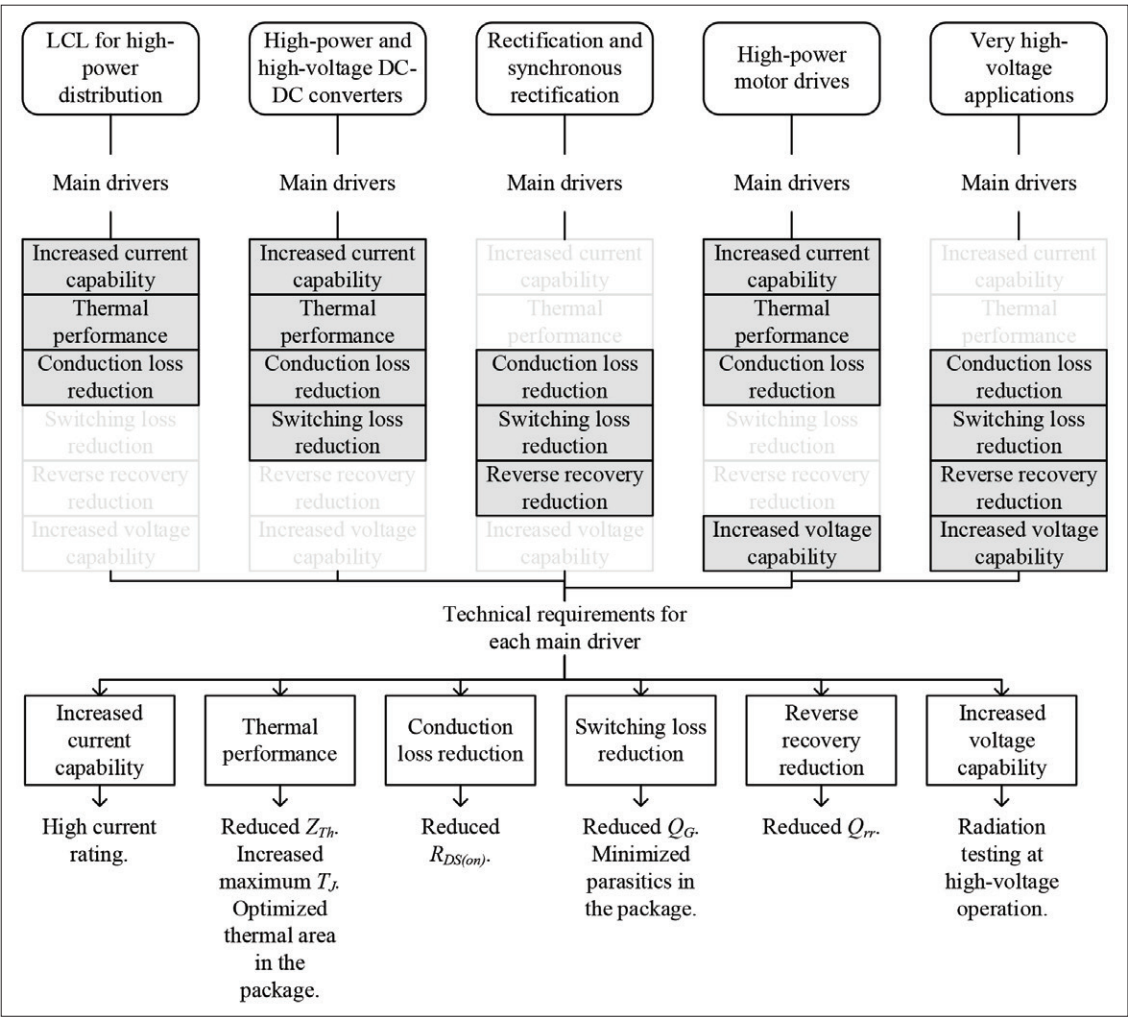 LCL for high-
power
distribution
High-power and
high-voltage DC-
DC converters
Rectification and
synchronous
rectification
High-power
motor drives
Very high-
voltage
applications
Main drivers
Main drivers
Main drivers
Main drivers
Main drivers
Increased current
capability
Thermal
performance
Conduction loss
reduction
Switching loss
reduction
Reverse recovery
reduction
Increased voltage
capability
Increased current
capability
Thermal
performance
Conduction loss
reduction
Switching loss
reduction
Reverse recovery
reduction
Increased voltage
capability
Increased current
capability
Thermal
performance
Conduction loss
reduction
Switching loss
reduction
Reverse recovery
reduction
Increased voltage
capability
Increased current
capability
Thermal
performance
Conduction loss
reduction
Switching loss
reduction
Reverse recovery
reduction
Increased voltage
capability
Increased current
capability
Thermal
performance
Conduction loss
reduction
Switching loss
reduction
Reverse recovery
reduction
Increased voltage
capability
Technical requirements for
each main driver
Increased
current
capability
High current
rating.
Thermal
performance
Reduced Z_Th.
Increased
maximum T_J.
Optimized
thermal area
in the
package.
Conduction
loss reduction
Reduced
R_DS(on).
Switching loss
reduction
Reduced Q_G.
Minimized
parasitics in
the package.
Reverse
recovery
reduction
Reduced Q_rr.
Increased
voltage
capability
Radiation
testing at
high-voltage
operation.